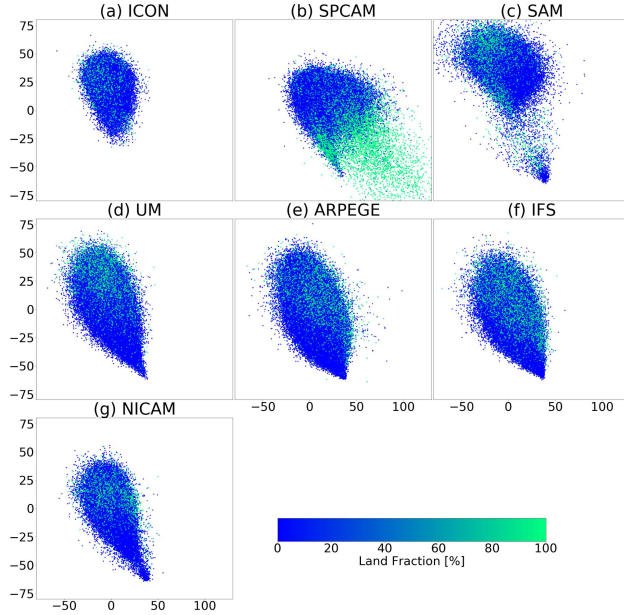 (a) ICON
(b) SPCAM
(c) SAM
75
50
25
0
−25
−50
−75
(d) UM
(e) ARPEGE
(f) IFS
75
50
25
0
−25
−50
−75
−50 0 50 100
−50 0 50 100
(g) NICAM
75
50
25
0
−25
−50
−75
−50 0 50 100
0 20 40 60 80 100
Land Fraction [%]